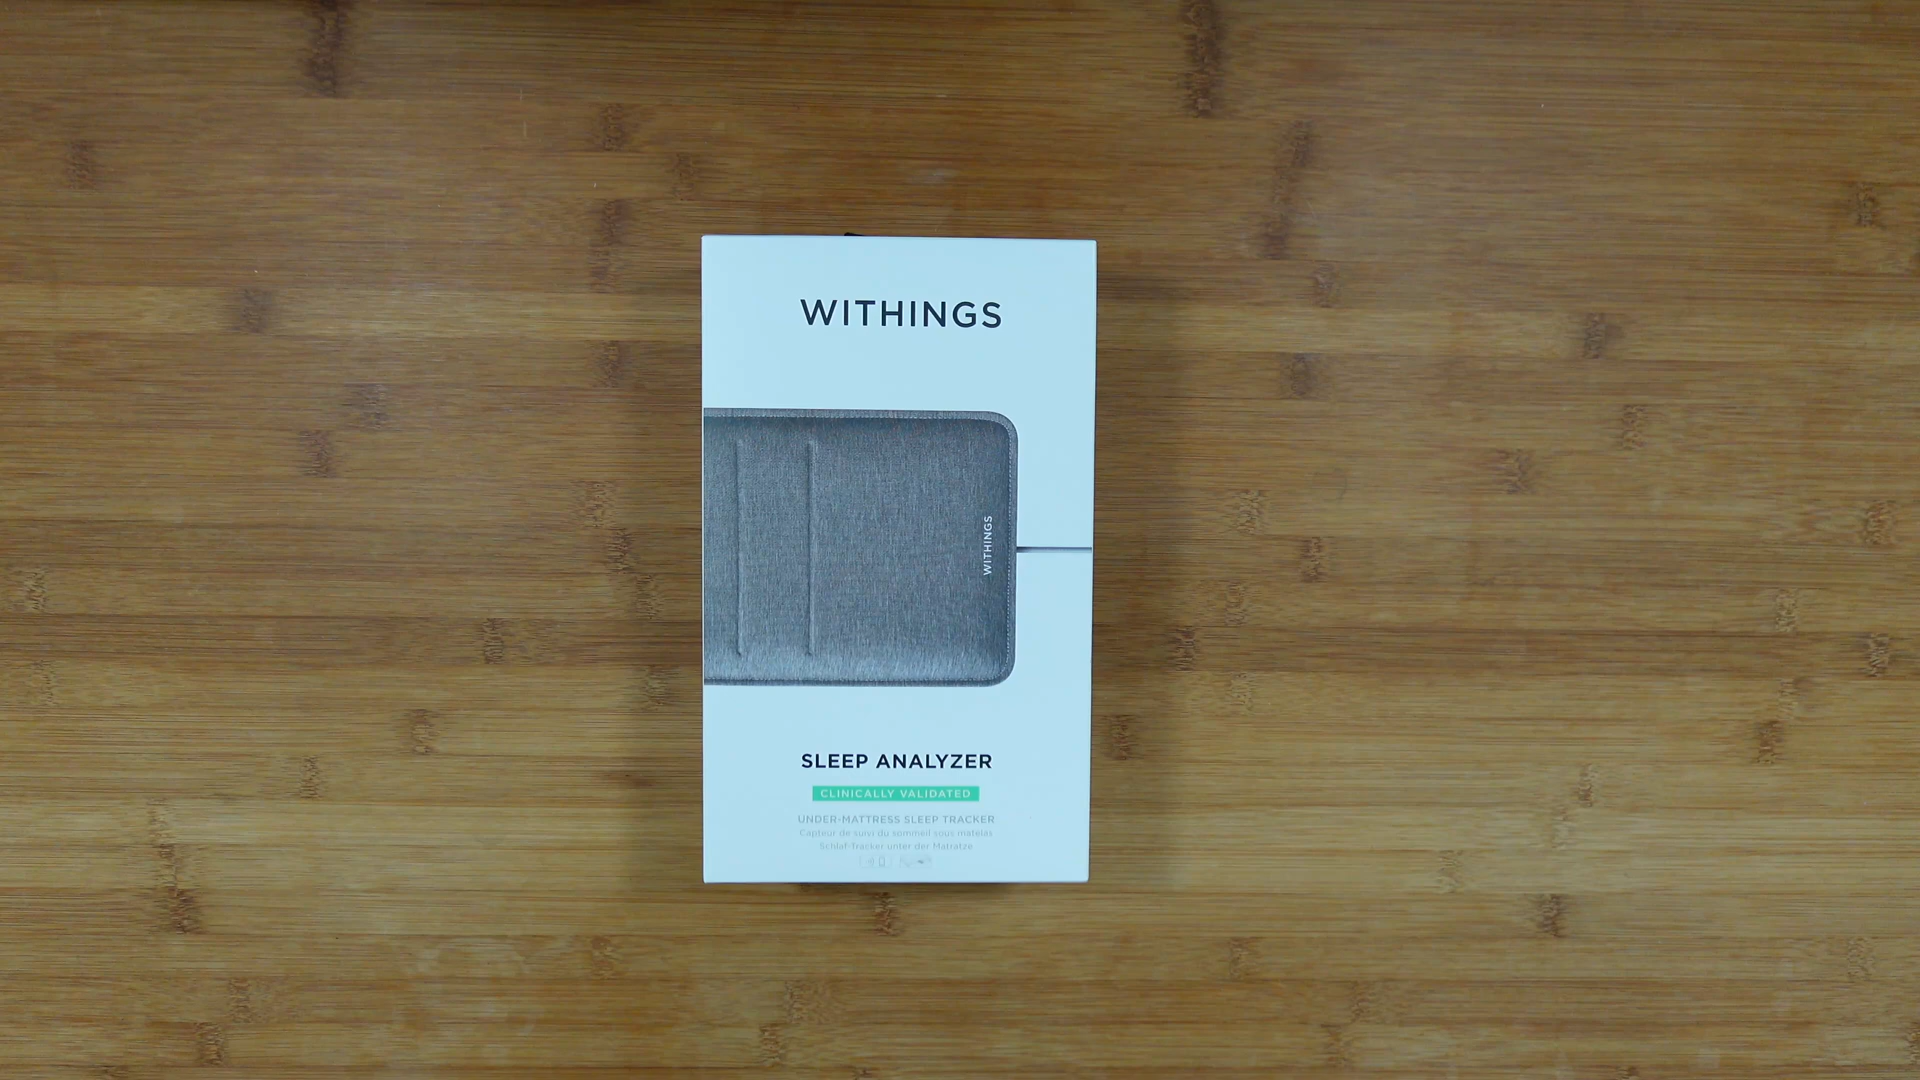 WITHINGS
WITHINGS
SLEEP ANALYZER
CLINICALLY VALIDATED
UNDER-MATTRESS SLEEP TRACKER
Capteur de suivi du sommeil sous matelas
Schlaf-Tracker unter der Matratze